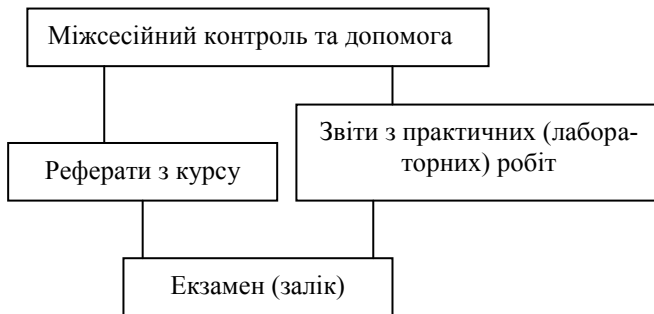 Міжсесійний контроль та допомога
Звіти з практичних (лабора-
торних) робіт
Реферати з курсу
Екзамен (залік)